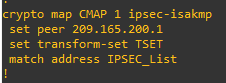 crypto map CMAP 1 ipsec-isakmp
set peer 209.165.200.1
set transform-set TSET
match address IPSEC_List
!